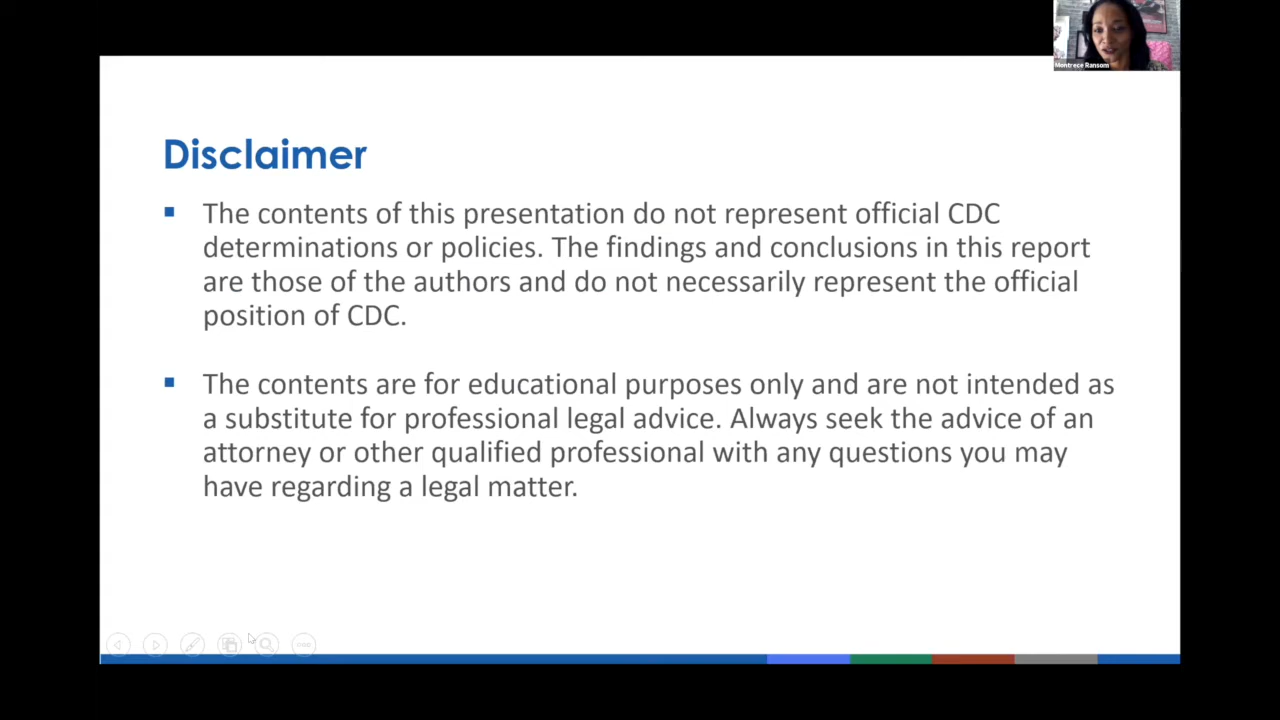 Montrece Ransom
Disclaimer
The contents of this presentation do not represent official CDC
determinations or policies. The findings and conclusions in this report
are those of the authors and do not necessarily represent the official
position of CDC.
The contents are for educational purposes only and are not intended as
a substitute for professional legal advice. Always seek the advice of an
attorney or other qualified professional with any questions you may
have regarding a legal matter.